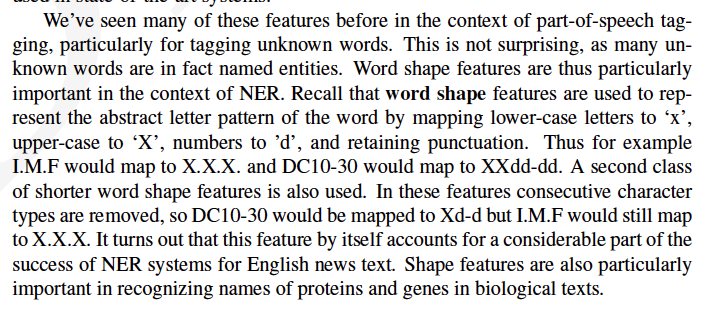 We’ve seen many of these features before in the context of part-of-speech tag-
ging, particularly for tagging unknown words. This is not surprising, as many un-
known words are in fact named entities. Word shape features are thus particularly
important in the context of NER. Recall that word shape features are used to rep-
resent the abstract letter pattern of the word by mapping lower-case letters to ‘x’,
upper-case to ‘X’, numbers to ’d’, and retaining punctuation. Thus for example
I.M.F would map to X.X.X. and DC10-30 would map to XXdd-dd. A second class
of shorter word shape features is also used. In these features consecutive character
types are removed, so DC10-30 would be mapped to Xd-d but I.M.F would still map
to X.X.X. It turns out that this feature by itself accounts for a considerable part of the
success of NER systems for English news text. Shape features are also particularly
important in recognizing names of proteins and genes in biological texts.